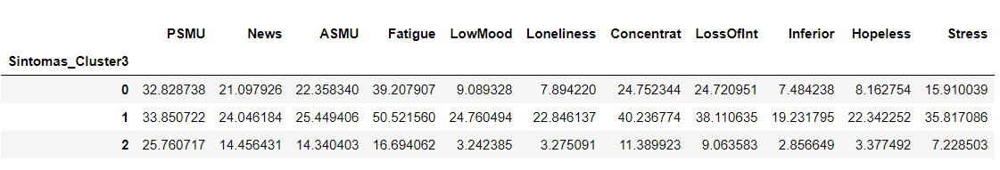 PSMU News ASMU Fatigue LowMood Loneliness Concentrat LossOfInt Inferior Hopeless Stress
Sintomas_Cluster3
0 32.828738 21.097926 22.358340 39.207907 9.089328 7.894220 24.752344 24.720951 7.484238 8.162754 15.910039
1 33.850722 24.046184 25.449406 50.521560 24.760494 22.846137 40.236774 38.110635 19.231795 22.342252 35.817086
2 25.760717 14.456431 14.340403 16.694062 3.242385 3.275091 11.389923 9.063583 2.856649 3.377492 7.228503